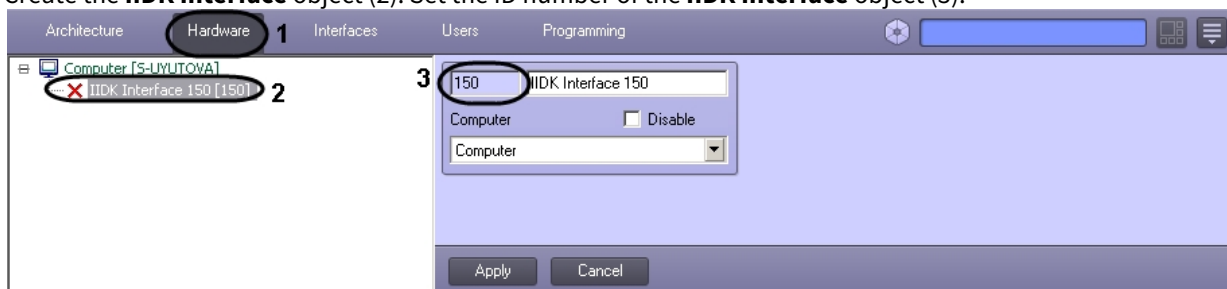 Create the IIDK Interface object (2). Set the ID number of the IIDK Interface object (3).
Architecture Hardware 1 Interfaces Users Programming
Computer [S-UYUTOVA]
IIDK Interface 150 [150] 2
3 150 IIDK Interface 150
Computer Disable
Computer
Apply Cancel